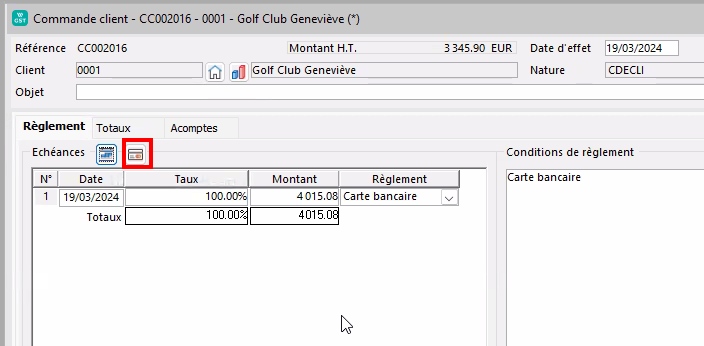 W
CST
Commande client - CC002016 - 0001 - Golf Club Geneviève (*)
Référence CC002016 Montant H.T. 3 345.90 EUR Date d'effet 19/03/2024
Client 0001 Golf Club Geneviève Nature CDECLI
Objet
Règlement Totaux Acomptes
Echéances Conditions de règlement
N° Date Taux Montant Règlement Carte bancaire
1 19/03/2024 100.00% 4 015.08 Carte bancaire
Totaux 100.00% 4 015.08